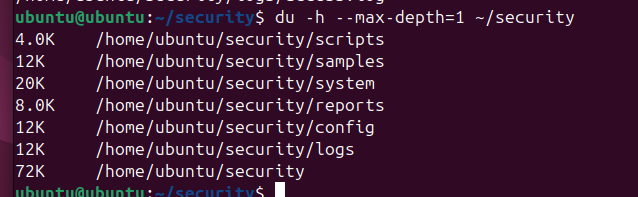 ubuntu@ubuntu:~/security$ du -h --max-depth=1 ~/security
4.0K /home/ubuntu/security/scripts
12K /home/ubuntu/security/samples
20K /home/ubuntu/security/system
8.0K /home/ubuntu/security/reports
12K /home/ubuntu/security/config
12K /home/ubuntu/security/logs
72K /home/ubuntu/security
ubuntu@ubuntu:~/security$